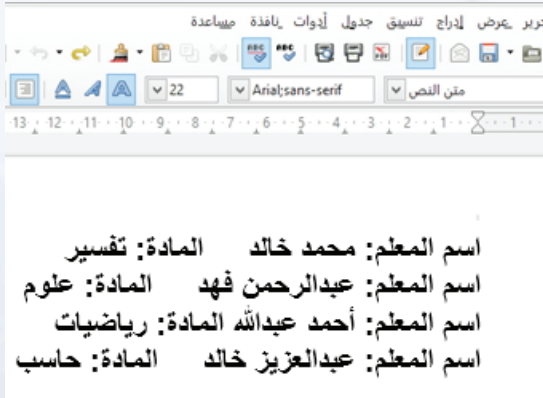 عرض إدراج تنسيق جدول أدوات نافذة مساعدة
متن النص Arial;sans-serif 22
1 1 2 3 4 5 6 7 8 9 10 11 12 13
اسم المعلم: محمد خالد المادة: تفسير
اسم المعلم: عبدالرحمن فهد المادة: علوم
اسم المعلم: أحمد عبدالله المادة: رياضيات
اسم المعلم: عبدالعزيز خالد المادة: حاسب